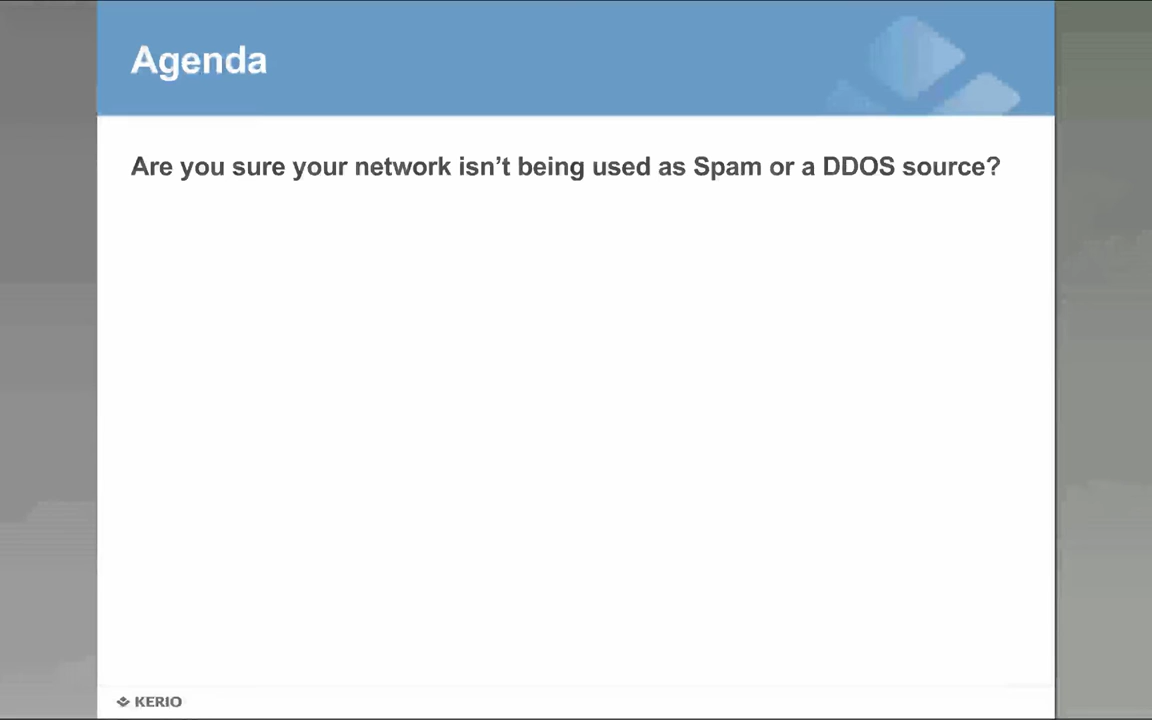 Agenda
Are you sure your network isn’t being used as Spam or a DDOS source?
KERIO